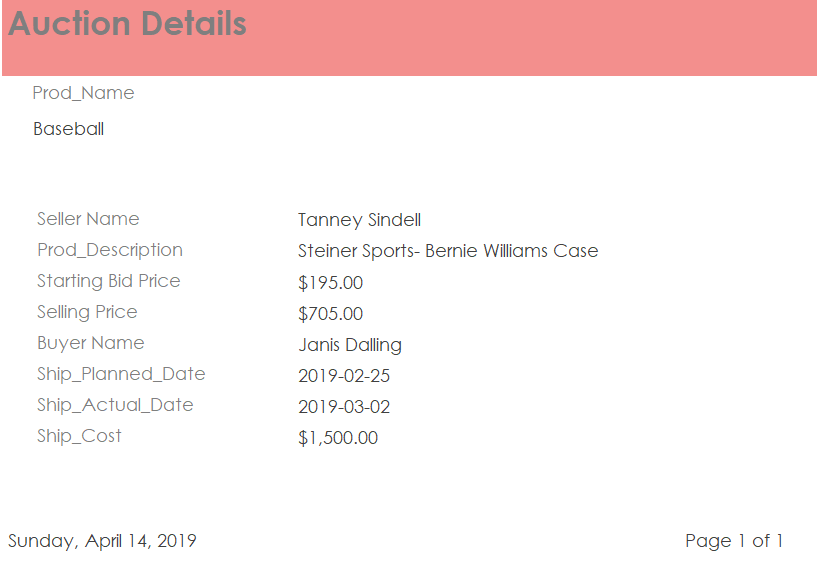 Auction Details
Prod_Name
Baseball
Seller Name Tanney Sindell
Prod_Description Steiner Sports- Bernie Williams Case
Starting Bid Price $195.00
Selling Price $705.00
Buyer Name Janis Dalling
Ship_Planned_Date 2019-02-25
Ship_Actual_Date 2019-03-02
Ship_Cost $1,500.00
Sunday, April 14, 2019 Page 1 of 1